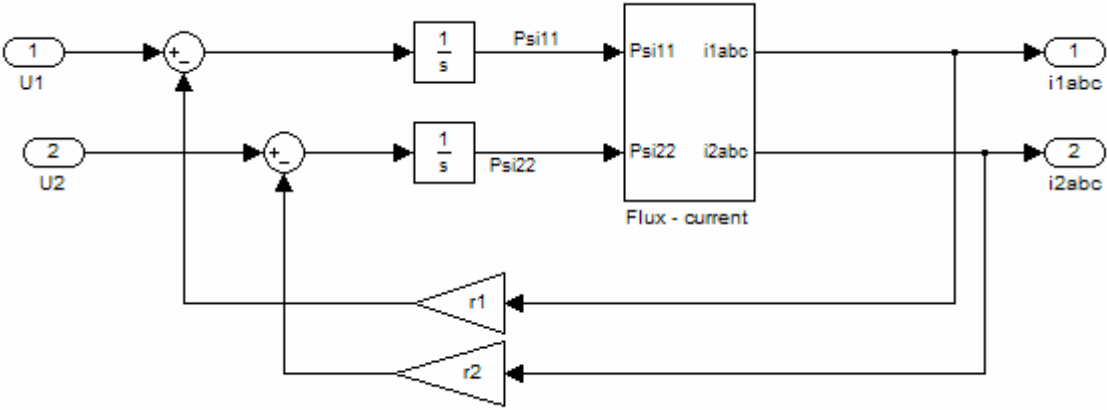 1
U1
+
−
1
s
Psi11
Psi11
i1abc
1
i1abc
2
U2
+
−
1
s
Psi22
Psi22
i2abc
2
i2abc
Flux - current
r1
r2